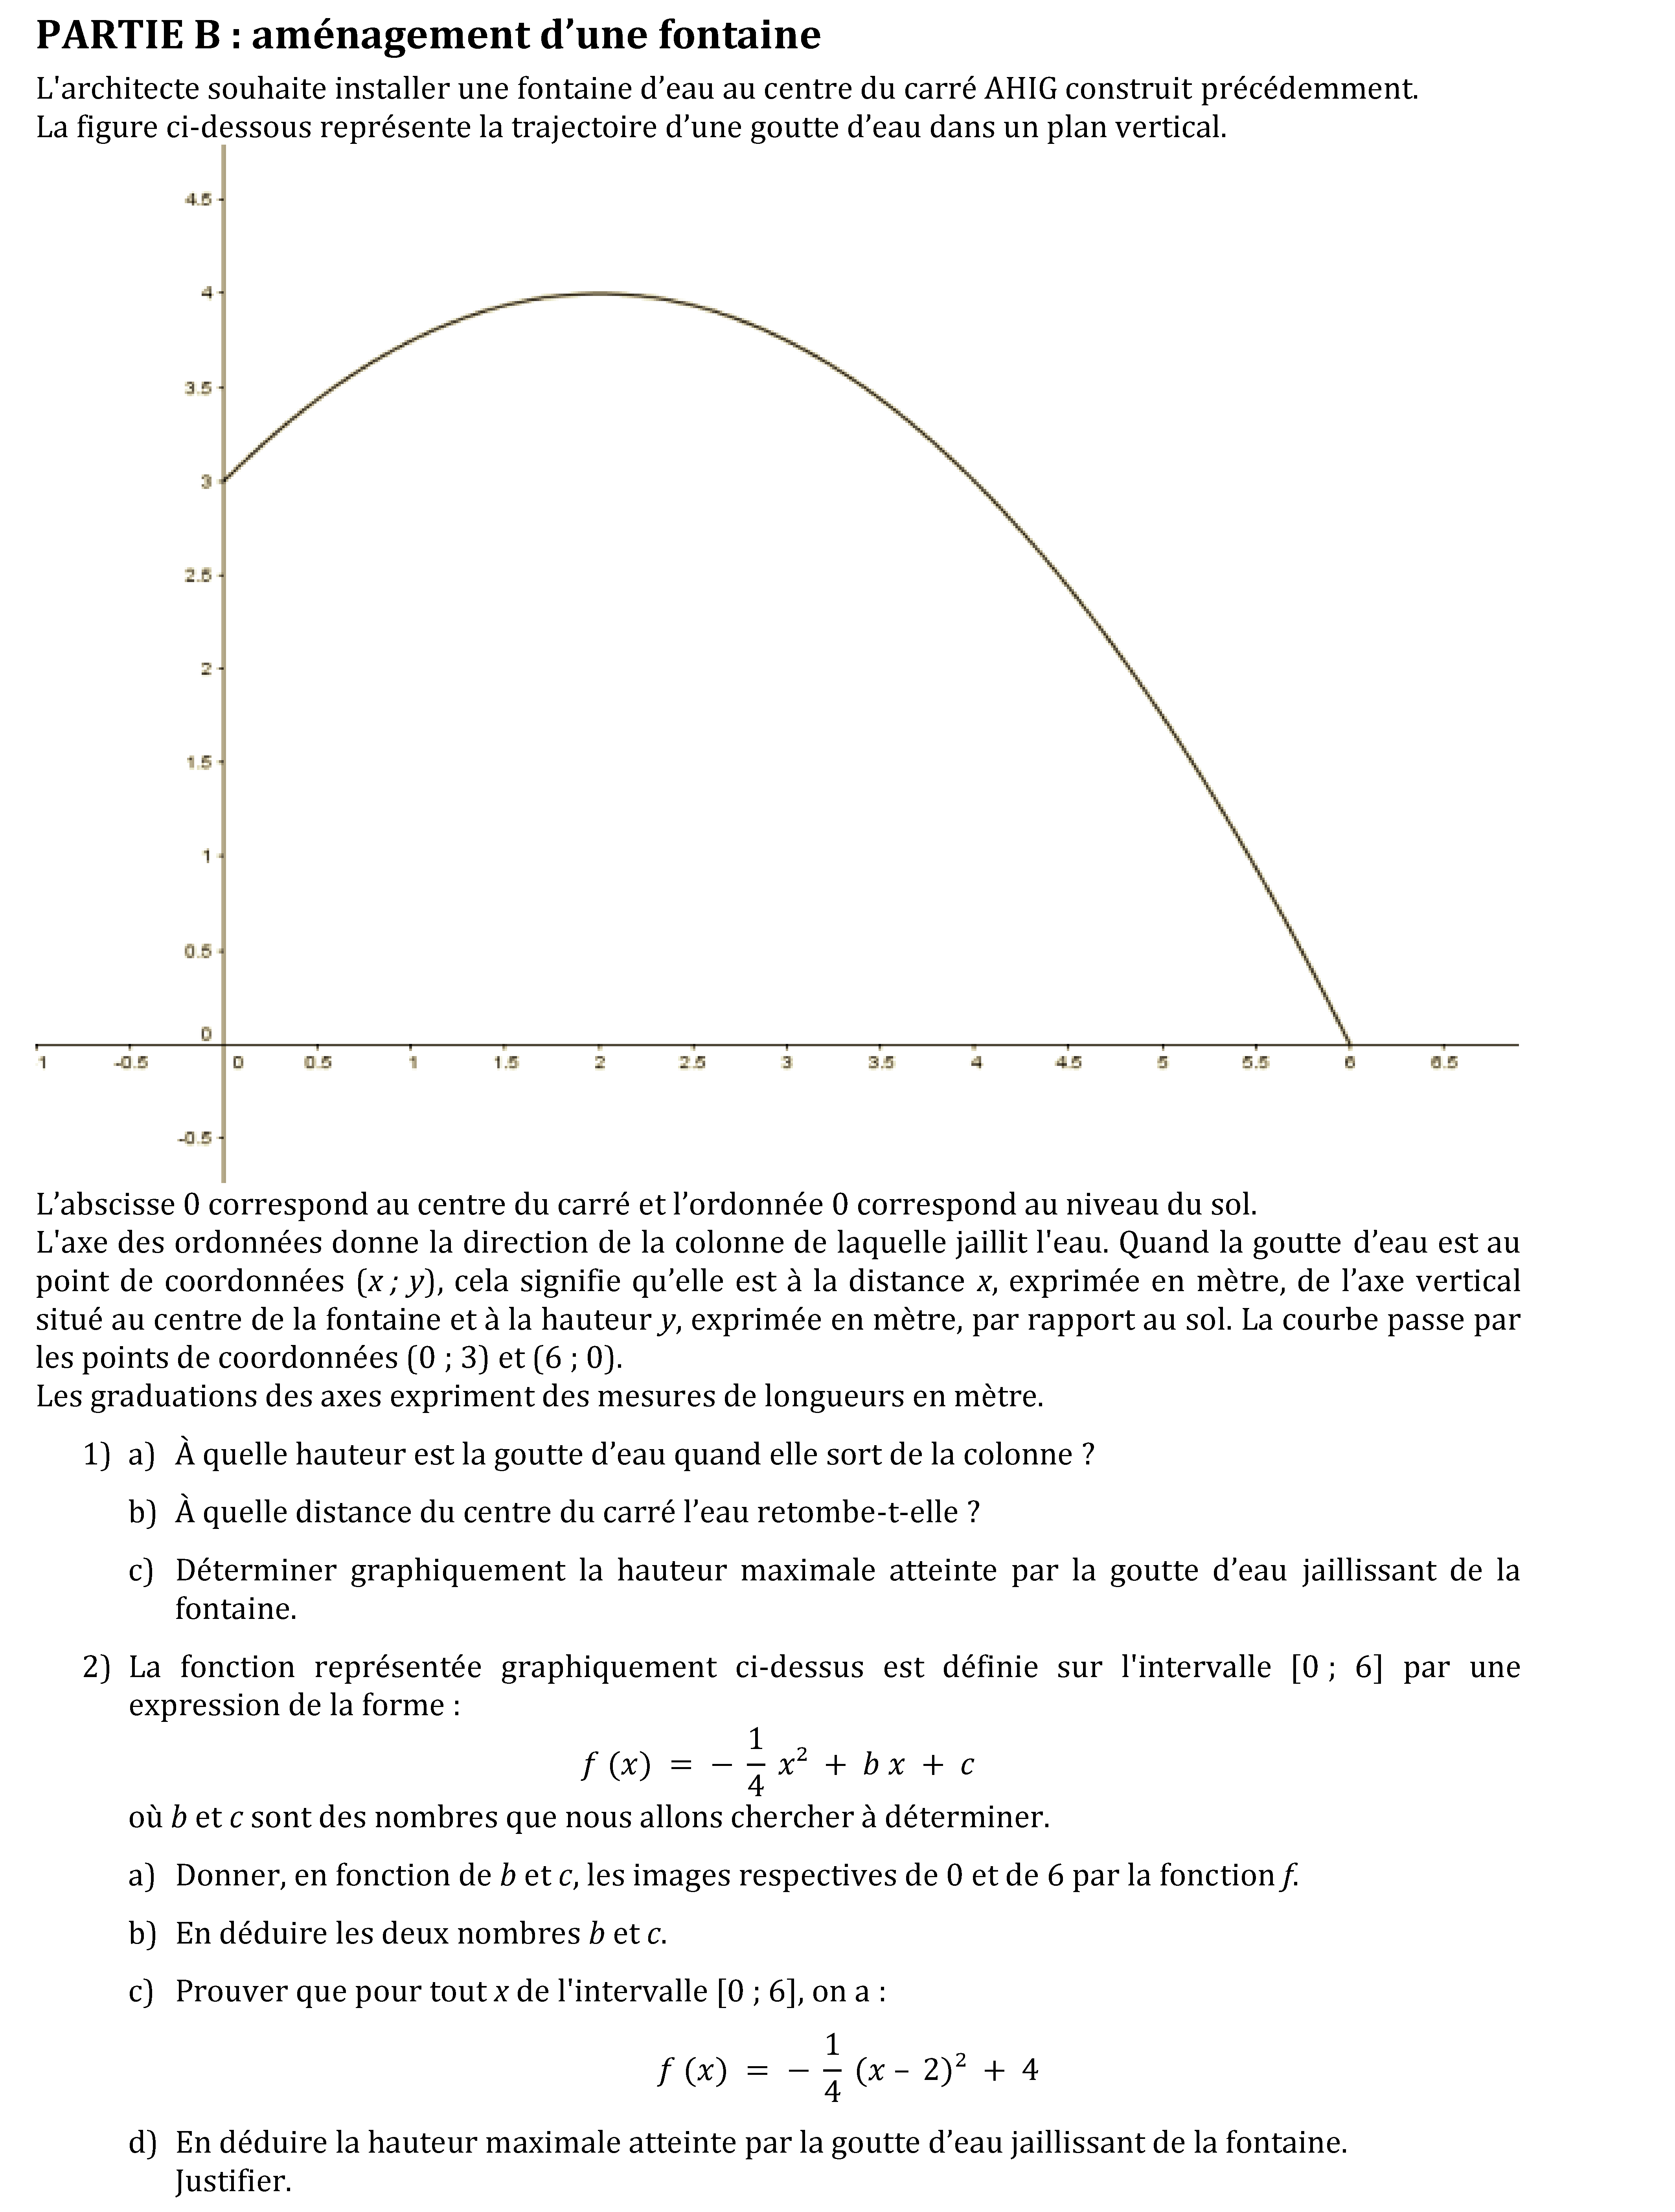 PARTIE B : aménagement d’une fontaine
L'architecte souhaite installer une fontaine d’eau au centre du carré AHIG construit précédemment.
La figure ci-dessous représente la trajectoire d’une goutte d’eau dans un plan vertical.
4.5
4
3.5
3
2.5
2
1.5
1
0.5
0
1 -0.5 0 0.5 1 1.5 2 2.5 3 3.5 4 4.5 5 5.5 6 6.5
-0.5
L’abscisse 0 correspond au centre du carré et l’ordonnée 0 correspond au niveau du sol.
L'axe des ordonnées donne la direction de la colonne de laquelle jaillit l'eau. Quand la goutte d’eau est au
point de coordonnées (x ; y), cela signifie qu’elle est à la distance x, exprimée en mètre, de l’axe vertical
situé au centre de la fontaine et à la hauteur y, exprimée en mètre, par rapport au sol. La courbe passe par
les points de coordonnées (0 ; 3) et (6 ; 0).
Les graduations des axes expriment des mesures de longueurs en mètre.
1) a) À quelle hauteur est la goutte d’eau quand elle sort de la colonne ?
b) À quelle distance du centre du carré l’eau retombe-t-elle ?
c) Déterminer graphiquement la hauteur maximale atteinte par la goutte d’eau jaillissant de la
fontaine.
2) La fonction représentée graphiquement ci-dessus est définie sur l'intervalle [0 ; 6] par une
expression de la forme :
f (x) = − 1/4 x² + b x + c
où b et c sont des nombres que nous allons chercher à déterminer.
a) Donner, en fonction de b et c, les images respectives de 0 et de 6 par la fonction f.
b) En déduire les deux nombres b et c.
c) Prouver que pour tout x de l'intervalle [0 ; 6], on a :
f (x) = − 1/4 (x – 2)² + 4
d) En déduire la hauteur maximale atteinte par la goutte d’eau jaillissant de la fontaine.
Justifier.